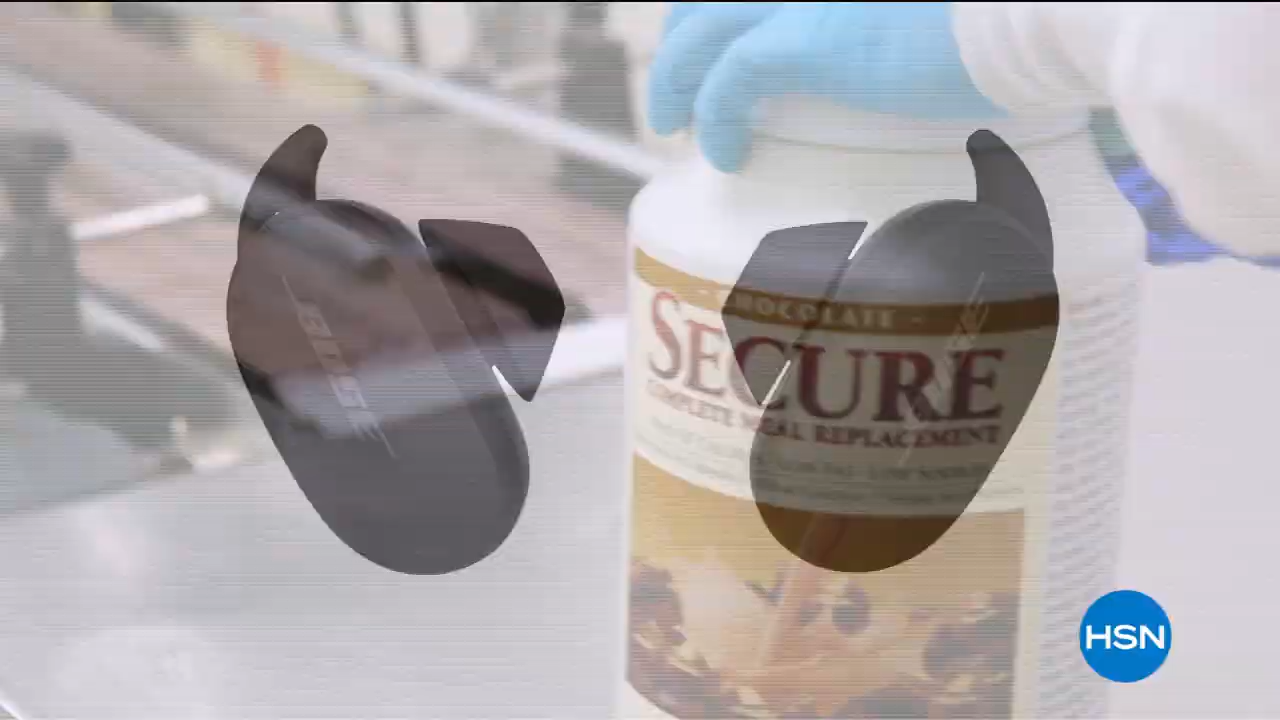 BOSE
CHOCOLATE
SECURE
COMPLETE MEAL REPLACEMENT
HSN